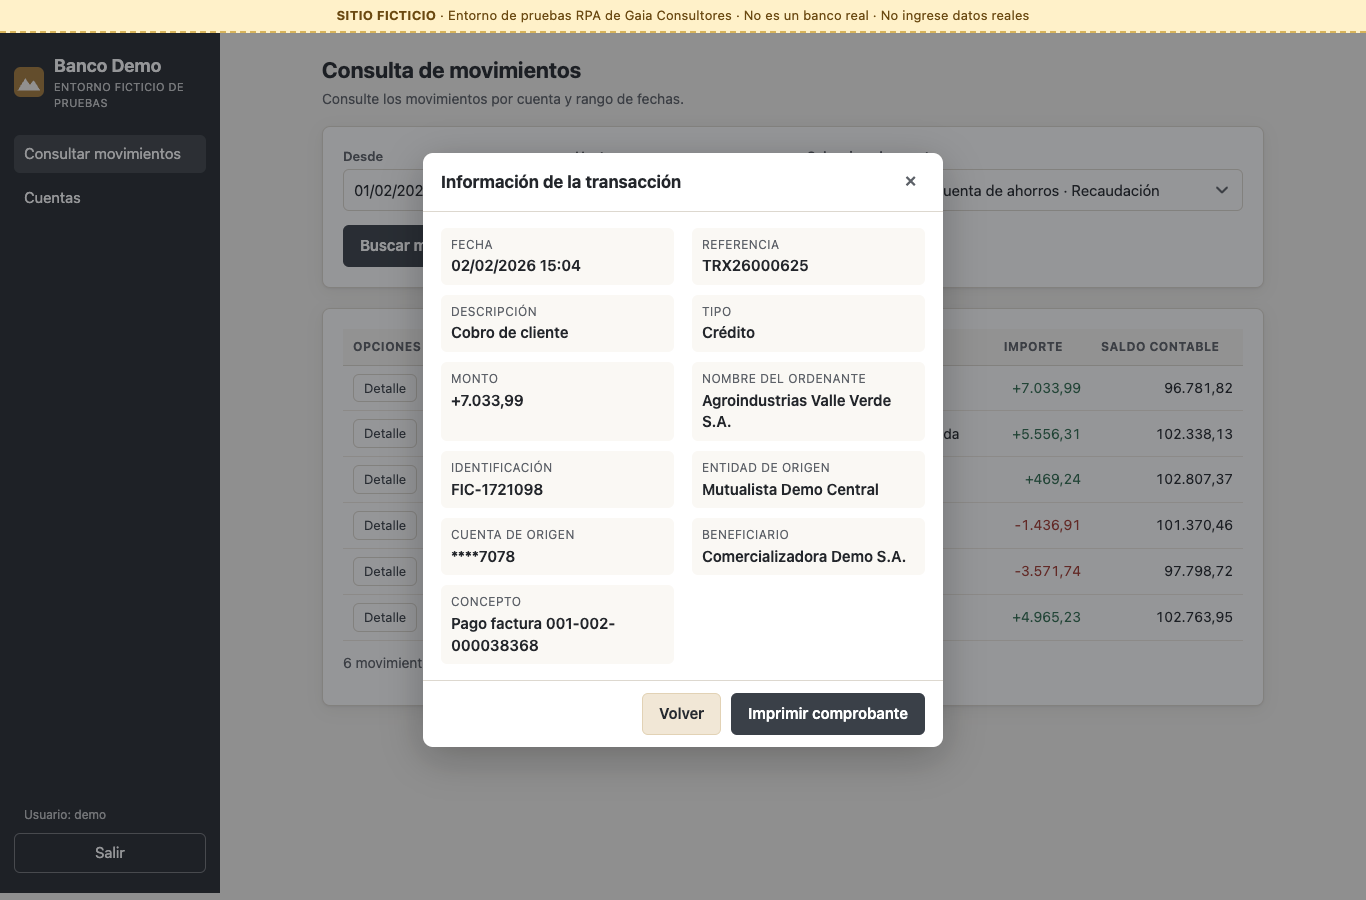 SITIO FICTICIO · Entorno de pruebas RPA de Gaia Consultores · No es un banco real · No ingrese datos reales
Banco Demo
ENTORNO FICTICIO DE
PRUEBAS
Consultar movimientos
Cuentas
Usuario: demo
Salir
Consulta de movimientos
Consulte los movimientos por cuenta y rango de fechas.
Desde
01/02/202
uenta de ahorros · Recaudación
Buscar m
OPCIONES IMPORTE SALDO CONTABLE
Detalle +7.033,99 96.781,82
Detalle da +5.556,31 102.338,13
Detalle +469,24 102.807,37
Detalle -1.436,91 101.370,46
Detalle -3.571,74 97.798,72
Detalle +4.965,23 102.763,95
6 movimient
Información de la transacción ×
FECHA
02/02/2026 15:04
REFERENCIA
TRX26000625
DESCRIPCIÓN
Cobro de cliente
TIPO
Crédito
MONTO
+7.033,99
NOMBRE DEL ORDENANTE
Agroindustrias Valle Verde
S.A.
IDENTIFICACIÓN
FIC-1721098
ENTIDAD DE ORIGEN
Mutualista Demo Central
CUENTA DE ORIGEN
****7078
BENEFICIARIO
Comercializadora Demo S.A.
CONCEPTO
Pago factura 001-002-
000038368
Volver
Imprimir comprobante